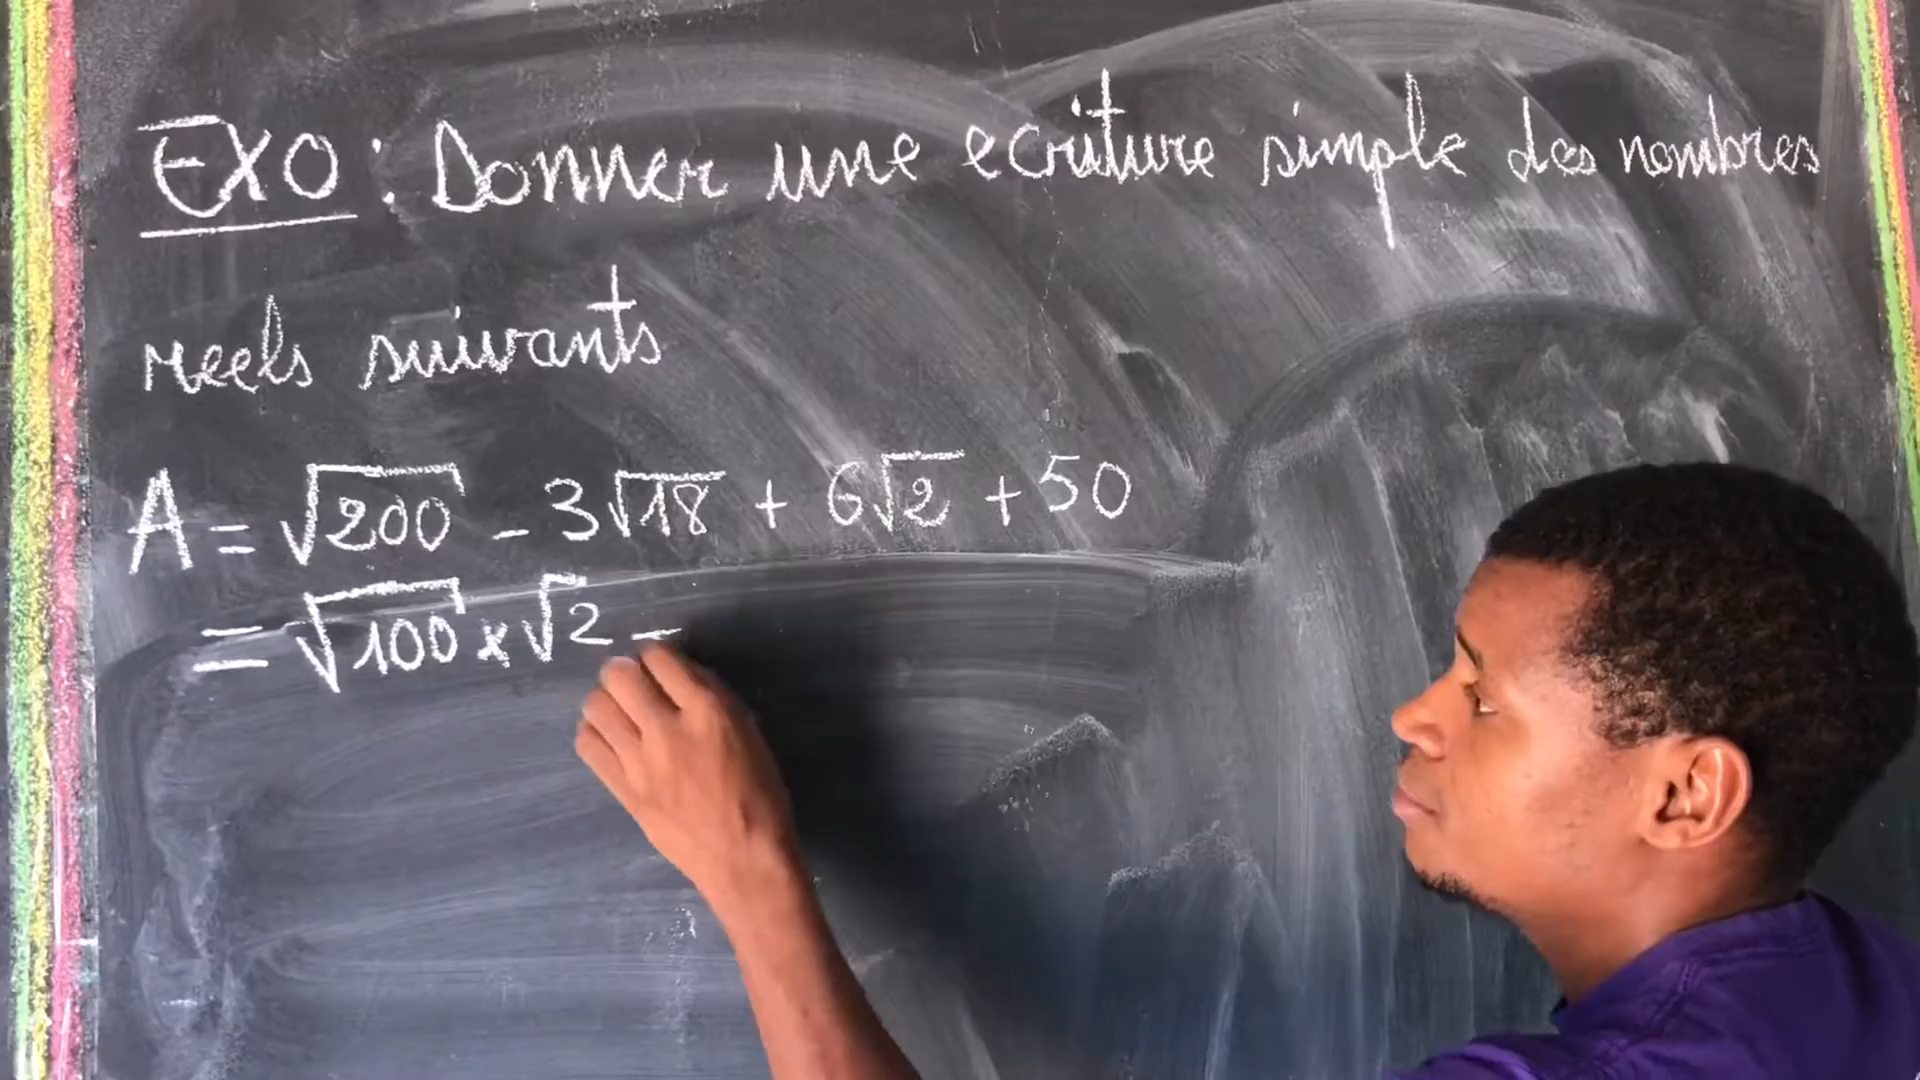 EXO : Donner une ecriture simple des nombres
reels suivants
A = √200 - 3√18 + 6√2 + 50
= √100 × √2 -